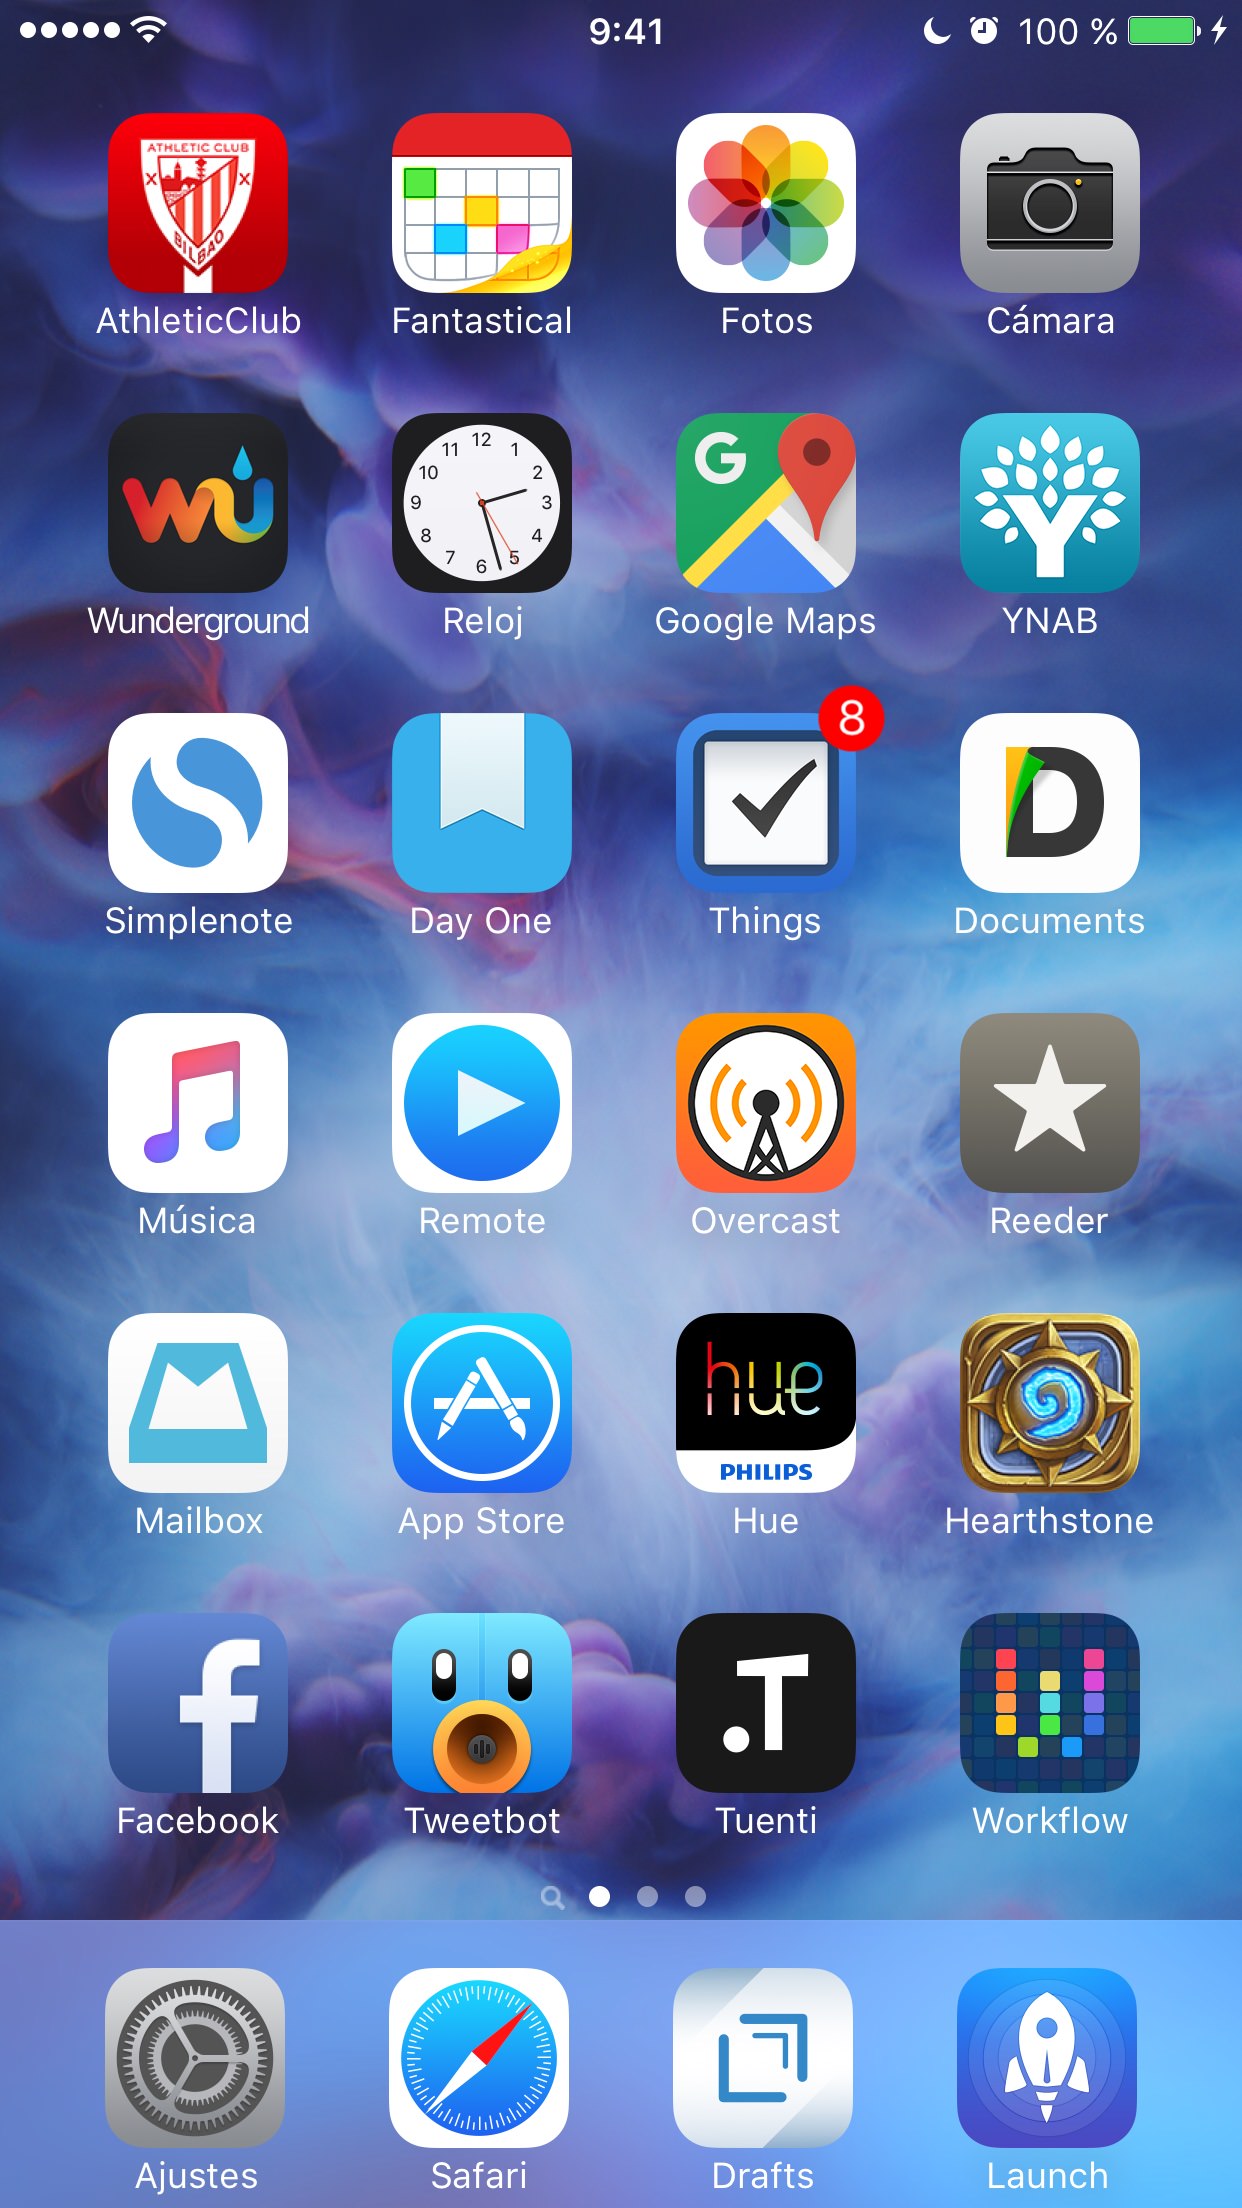 9:41
100 %
ATHLETIC CLUB
BILBAO
AthleticClub
Fantastical
Fotos
Cámara
wu
12
11 1
10 2
9 3
8 4
7 5
6
G
Y
Wunderground
Reloj
Google Maps
YNAB
8
D
Simplenote
Day One
Things
Documents
Música
Remote
Overcast
Reeder
hue
PHILIPS
Mailbox
App Store
Hue
Hearthstone
f
.T
Facebook
Tweetbot
Tuenti
Workflow
Ajustes
Safari
Drafts
Launch